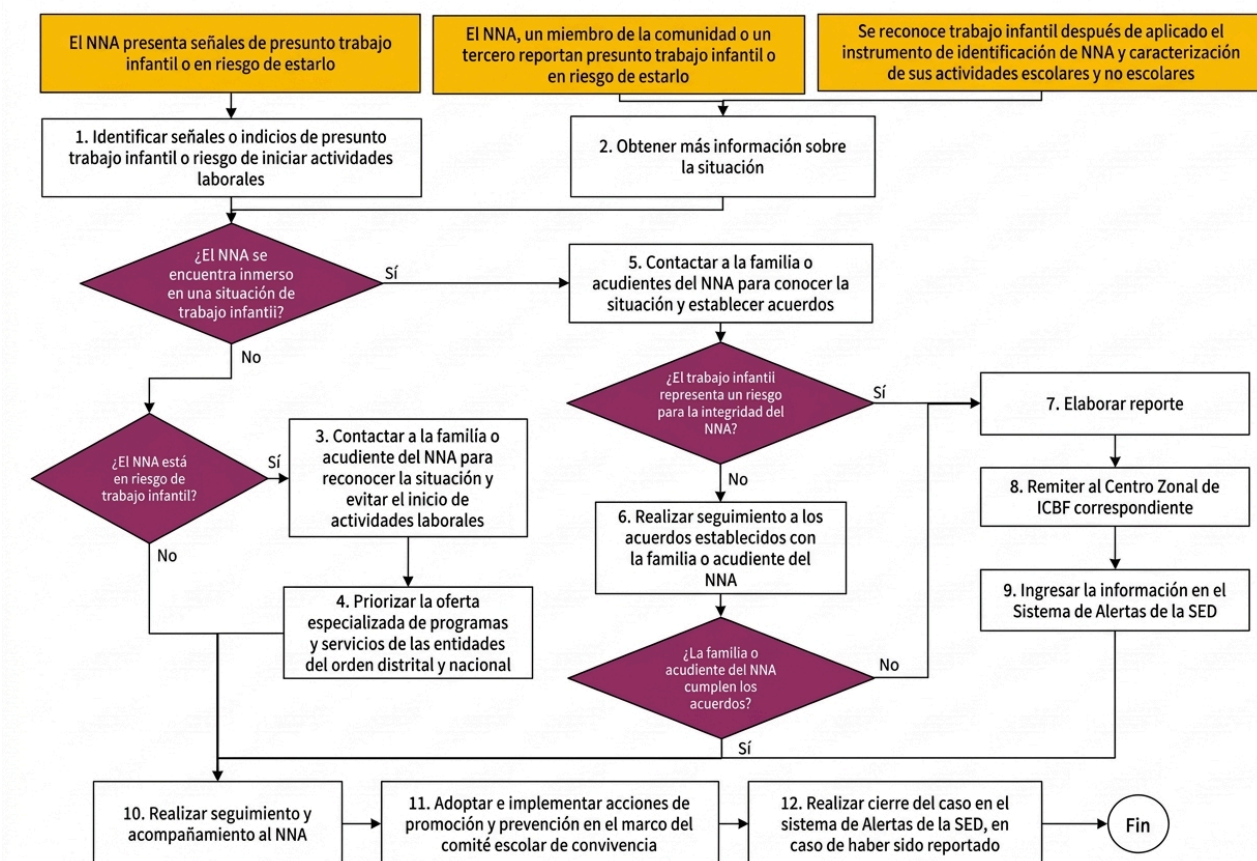 El NNA presenta señales de presunto trabajo
infantil o en riesgo de estarlo
El NNA, un miembro de la comunidad o un
tercero reportan presunto trabajo infantil o
en riesgo de estarlo
Se reconoce trabajo infantil después de aplicado el
instrumento de identificación de NNA y caracterización
de sus actividades escolares y no escolares
1. Identificar señales o indicios de presunto
trabajo infantil o riesgo de iniciar actividades
laborales
2. Obtener más información sobre
la situación
¿El NNA se
encuentra inmerso
en una situación de
trabajo infantii?
Sí
No
5. Contactar a la familia o
acudientes del NNA para conocer la
situación y establecer acuerdos
¿El trabajo infantii
representa un riesgo
para la integridad del
NNA?
Sí
No
7. Elaborar reporte
¿El NNA está
en riesgo de
trabajo infantil?
Sí
No
3. Contactar a la familía o
acudiente del NNA para
reconocer la situación y
evitar el inicio de
actividades laborales
6. Realizar seguimiento a los
acuerdos establecidos con
la familia o acudiente del
NNA
8. Remiter al Centro Zonal de
ICBF correspondiente
4. Priorizar la oferta
especializada de programas
y servicios de las entidades
del orden distrital y nacional
9. Ingresar la información en el
Sistema de Alertas de la SED
¿La familia o
acudiente del NNA
cumplen los
acuerdos?
No
Sí
10. Realizar seguimiento y
acompañamiento al NNA
11. Adoptar e implementar acciones de
promoción y prevención en el marco del
comité escolar de convivencia
12. Realizar cierre del caso en el
sistema de Alertas de la SED, en
caso de haber sido reportado
Fin